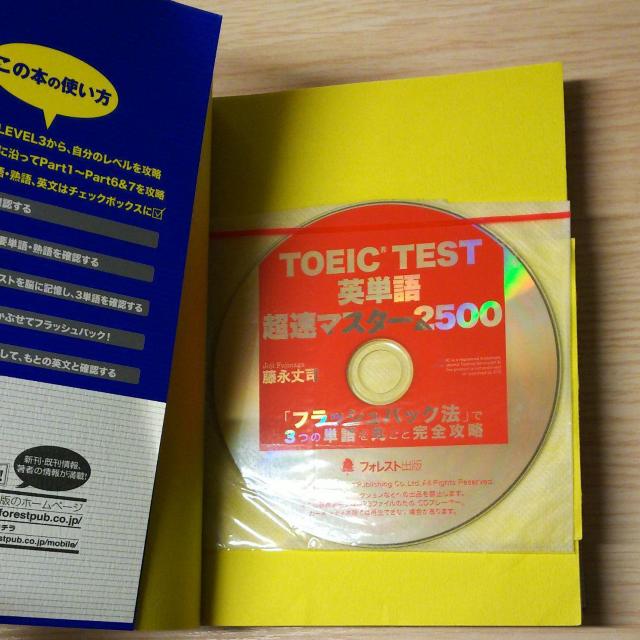 この本の使い方
LEVEL3から、自分のレベルを攻略
に沿ってPart1〜Part6&7を攻略
語・熟語、英文はチェックボックスに
確認する
要単語・熟語を確認する
ストを脳に記憶し、3単語を確認する
かぶせてフラッシュバック!
して、もとの英文と確認する
新刊・既刊情報、
著者の情報が満載!
版のホームページ
forestpub.co.jp/
チラ
stpub.co.jp/mobile/
TOEIC® TEST
英単語
超速マスター2500
Joji Fujinaga
藤永丈司
「フラッシュバック法」で
3つの単語を丸ごと完全攻略
フォレスト出版
Publishing Co., Ltd. All Rights Reserved.